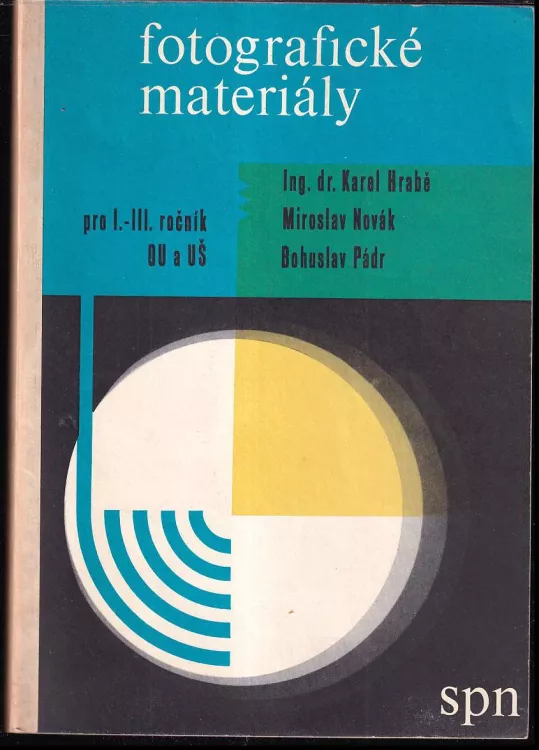 fotografické
materiály
Ing. dr. Karel Hrabě
pro I.-III. ročník
Miroslav Novák
OU a UŠ
Bohuslav Pádr
spn